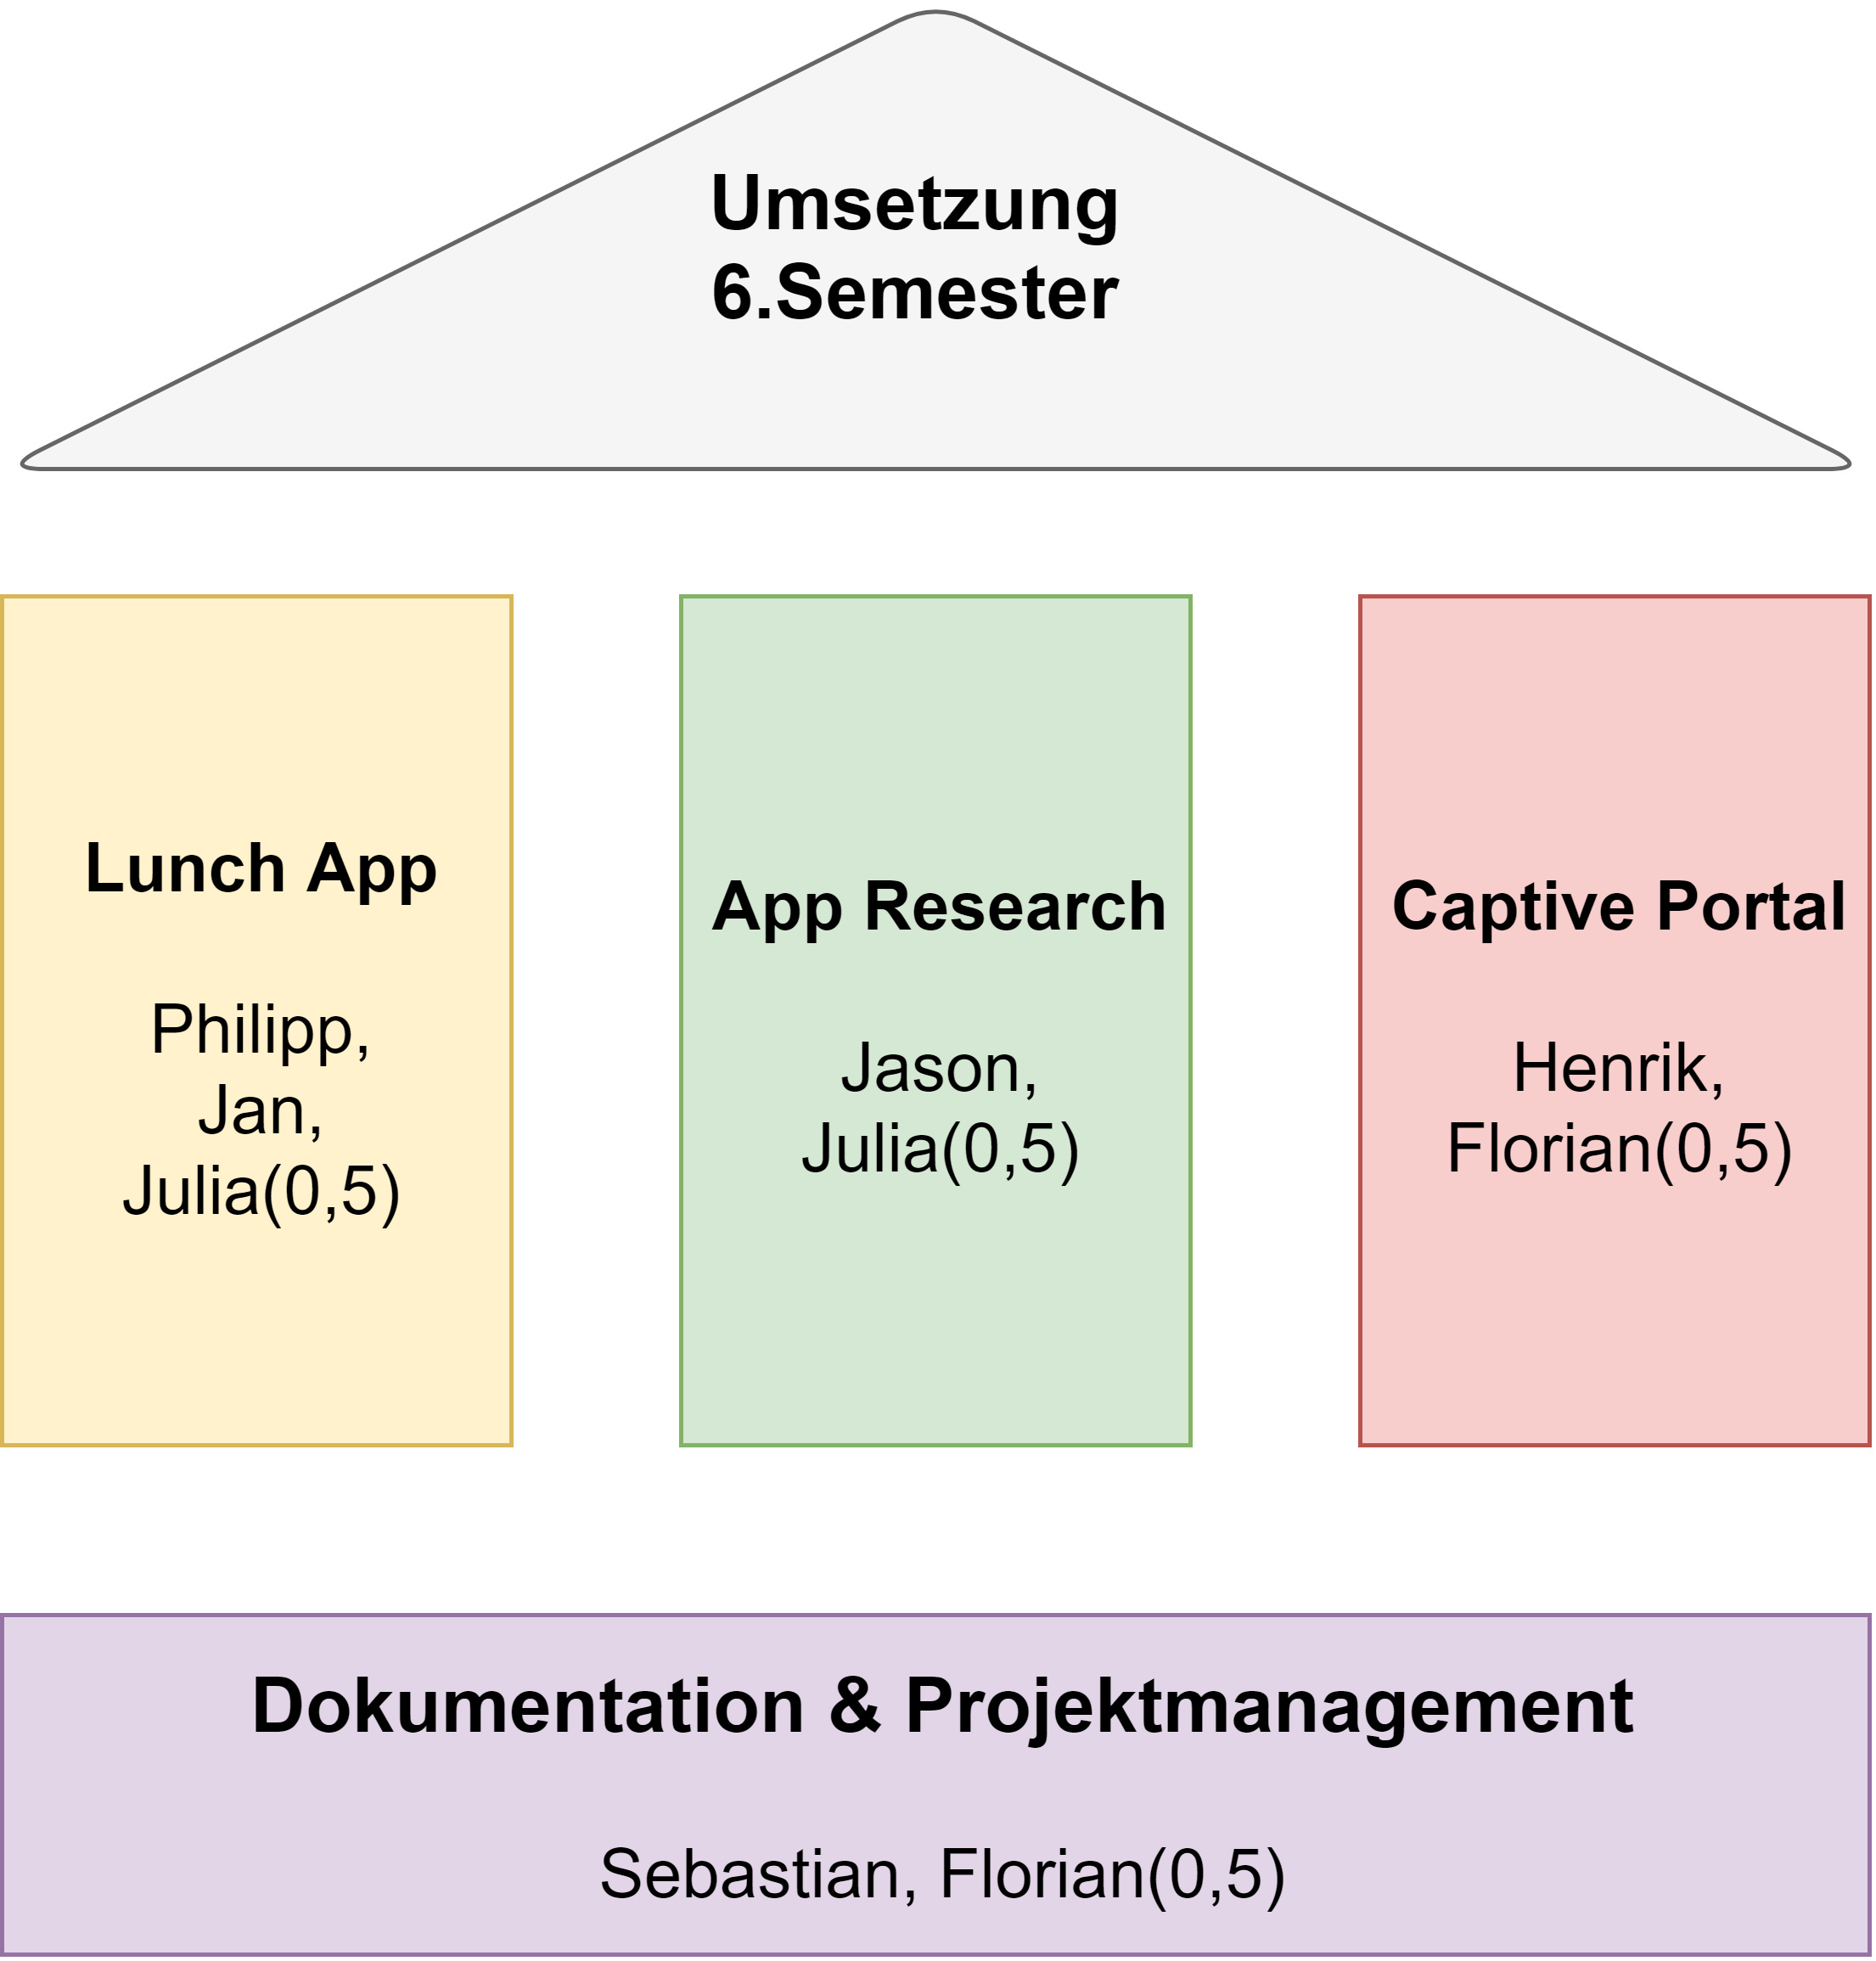 Umsetzung
6.Semester
Lunch App
Philipp,
Jan,
Julia(0,5)
App Research
Jason,
Julia(0,5)
Captive Portal
Henrik,
Florian(0,5)
Dokumentation & Projektmanagement
Sebastian, Florian(0,5)